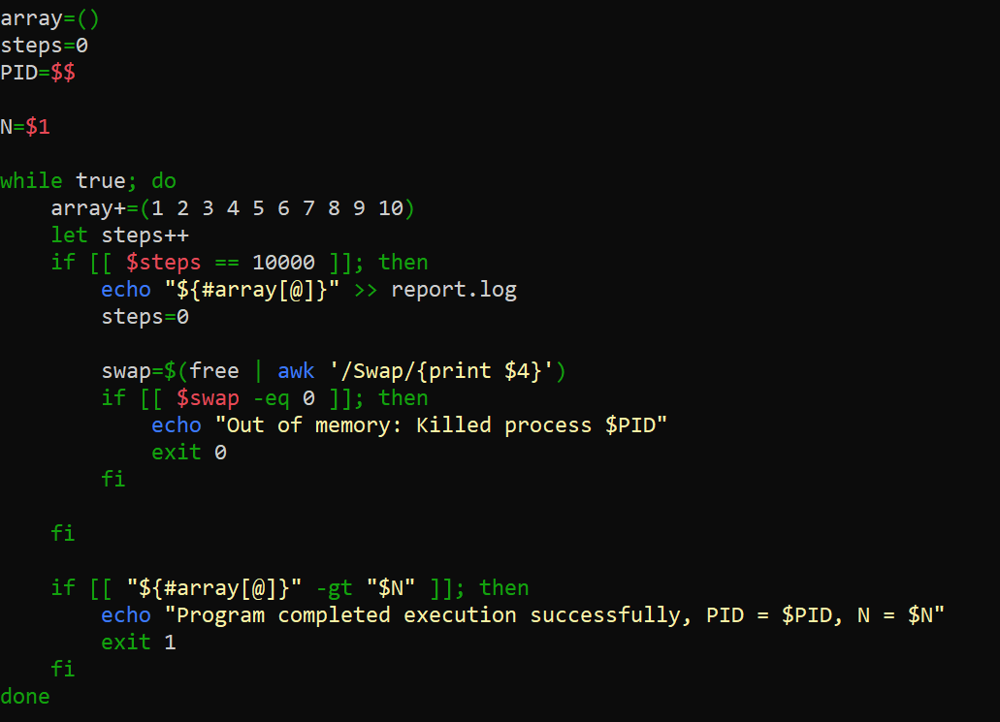 array=()
steps=0
PID=$$
N=$1
while true; do
    array+=(1 2 3 4 5 6 7 8 9 10)
    let steps++
    if [[ $steps == 10000 ]]; then
        echo "${#array[@]}" >> report.log
        steps=0
        swap=$(free | awk '/Swap/{print $4}')
        if [[ $swap -eq 0 ]]; then
            echo "Out of memory: Killed process $PID"
            exit 0
        fi
    fi
    if [[ "${#array[@]}" -gt "$N" ]]; then
        echo "Program completed execution successfully, PID = $PID, N = $N"
        exit 1
    fi
done